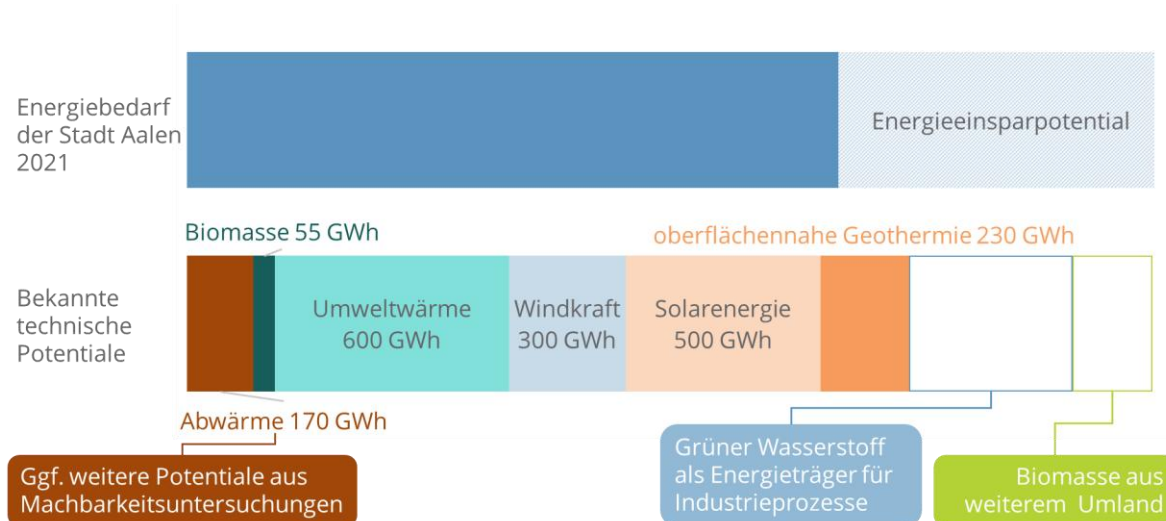 Energiebedarf
der Stadt Aalen
2021
Energieeinsparpotential
Biomasse 55 GWh
oberflächennahe Geothermie 230 GWh
Bekannte
technische
Potentiale
Umweltwärme
600 GWh
Windkraft
300 GWh
Solarenergie
500 GWh
Abwärme 170 GWh
Ggf. weitere Potentiale aus
Machbarkeitsuntersuchungen
Grüner Wasserstoff
als Energieträger für
Industrieprozesse
Biomasse aus
weiterem Umland